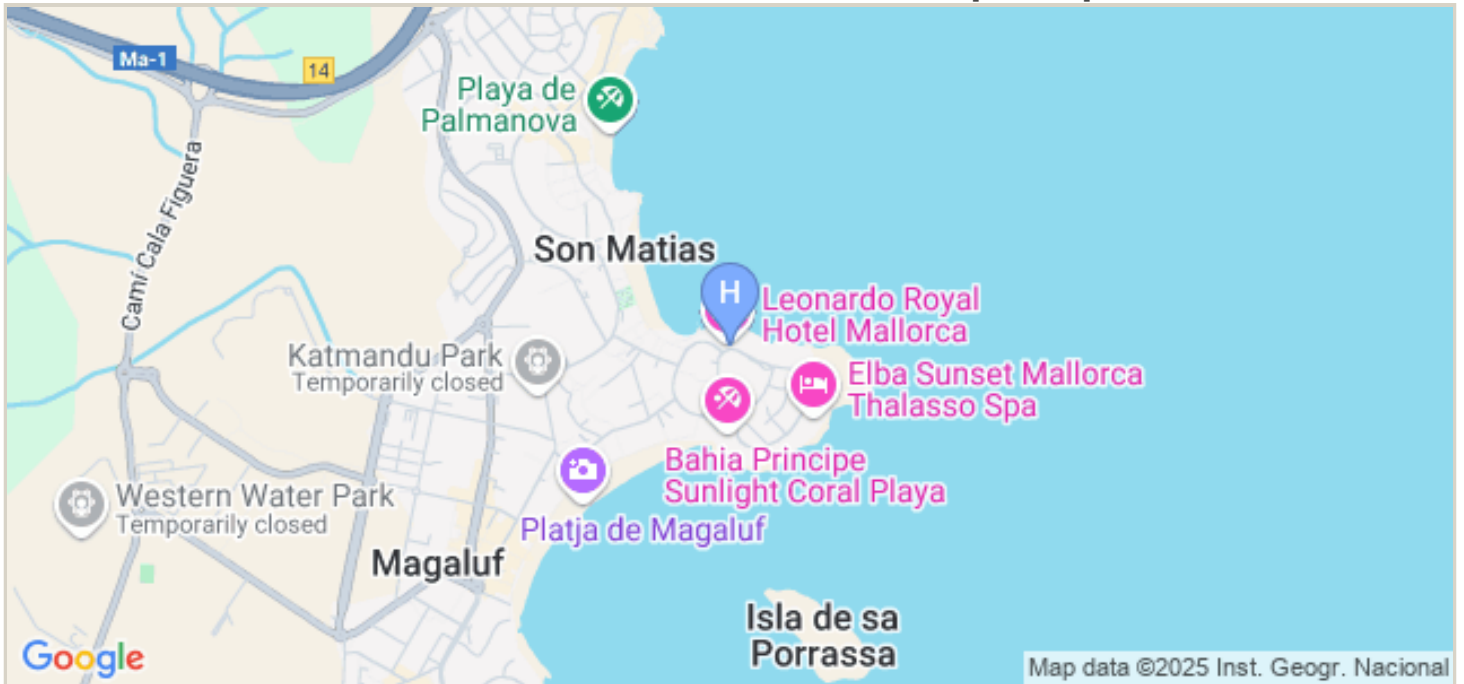 Ma-1
14
Playa de
Palmanova
Camí Cala Figuera
Son Matias
H
Leonardo Royal
Hotel Mallorca
Katmandu Park
Temporarily closed
Elba Sunset Mallorca
Thalasso Spa
Bahia Principe
Sunlight Coral Playa
Western Water Park
Temporarily closed
Platja de Magaluf
Magaluf
Isla de sa
Porrassa
Google
Map data ©2025 Inst. Geogr. Nacional